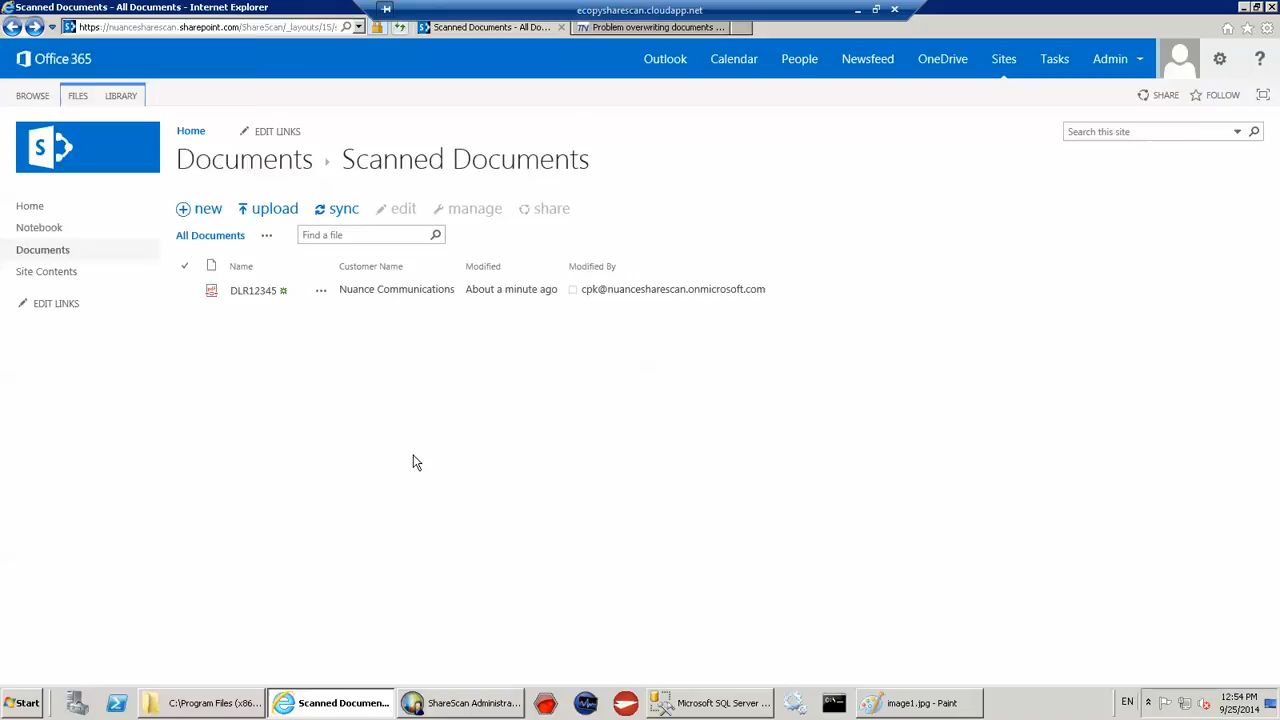 Scanned Documents - All Documents - Internet Explorer
ecopysharescan.cloudapp.net
https://nuancesharescan.sharepoint.com/ShareScan/_layouts/15/
Scanned Documents - All Do...
Problem overwriting documents ...
Office 365
Outlook Calendar People Newsfeed OneDrive Sites Tasks Admin
BROWSE FILES LIBRARY
SHARE FOLLOW
Home EDIT LINKS
Search this site
Documents Scanned Documents
new upload sync edit manage share
All Documents ... Find a file
Home
Notebook
Documents
Site Contents
EDIT LINKS
Name Customer Name Modified Modified By
DLR12345 ... Nuance Communications About a minute ago cpk@nuancesharescan.onmicrosoft.com
Start
C:\Program Files (x86...
Scanned Documen...
ShareScan Administra...
Microsoft SQL Server ...
image1.jpg - Paint
EN
12:54 PM
9/25/2014